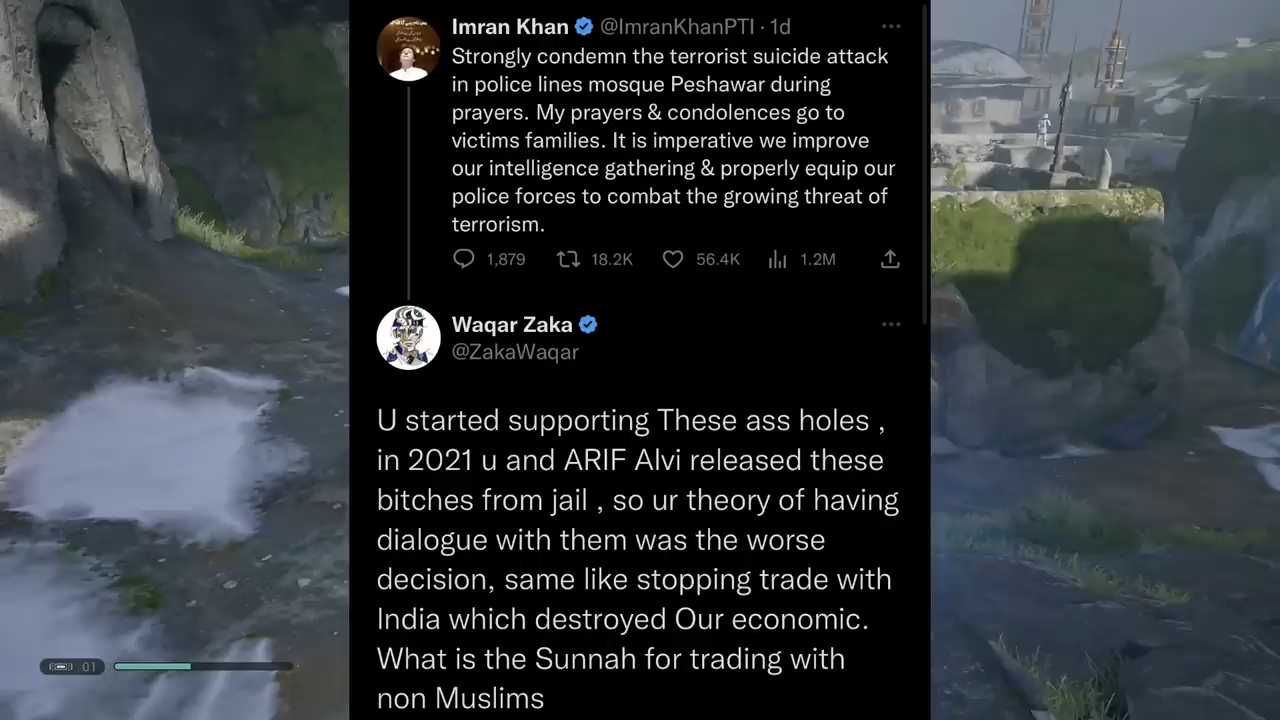 Imran Khan @ImranKhanPTI · 1d
Strongly condemn the terrorist suicide attack
in police lines mosque Peshawar during
prayers. My prayers & condolences go to
victims families. It is imperative we improve
our intelligence gathering & properly equip our
police forces to combat the growing threat of
terrorism.
1,879 18.2K 56.4K 1.2M
Waqar Zaka
@ZakaWaqar
U started supporting These ass holes ,
in 2021 u and ARIF Alvi released these
bitches from jail , so ur theory of having
dialogue with them was the worse
decision, same like stopping trade with
India which destroyed Our economic.
What is the Sunnah for trading with
non Muslims
01